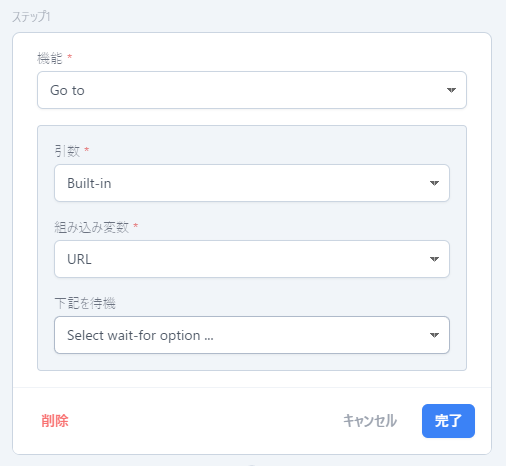 ステップ1
機能 *
Go to
引数 *
Built-in
組み込み変数 *
URL
下記を待機
Select wait-for option ...
削除
キャンセル
完了